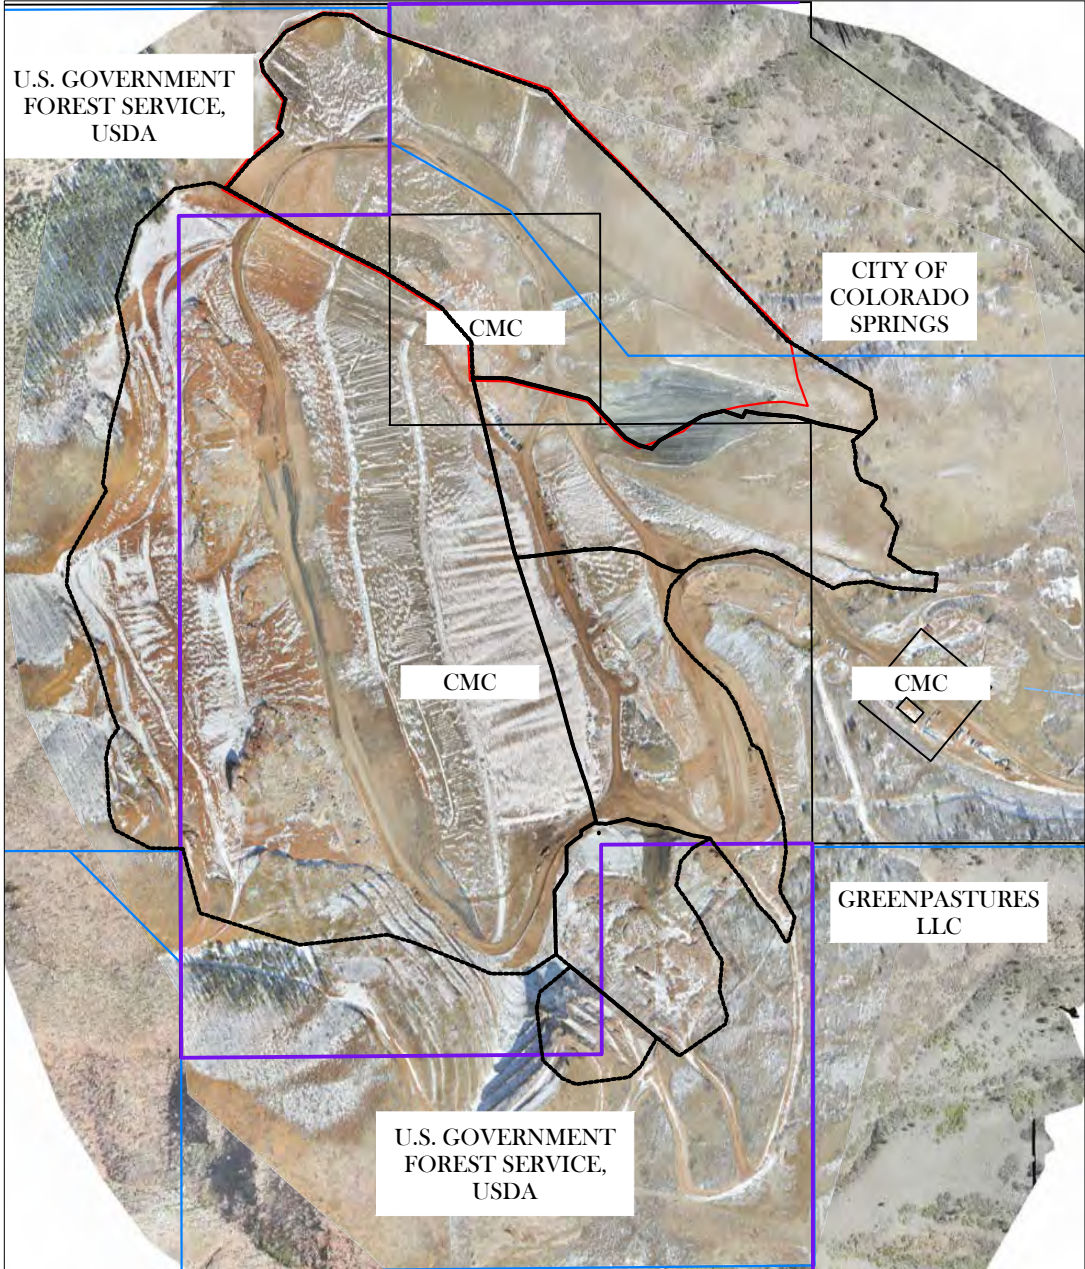 U.S. GOVERNMENT
FOREST SERVICE,
USDA
CITY OF
COLORADO
SPRINGS
CMC
CMC
CMC
GREENPASTURES
LLC
U.S. GOVERNMENT
FOREST SERVICE,
USDA